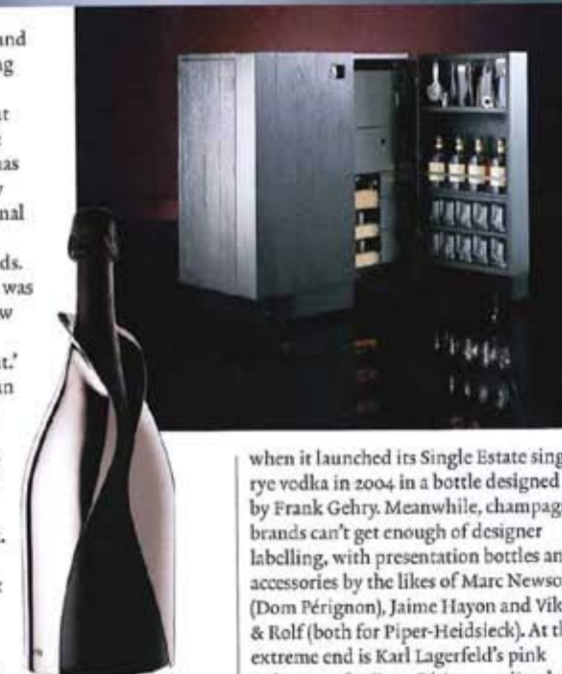 and
g
t
as
nal
ds.
was
w
t.'
n
when it launched its Single Estate sing
rye vodka in 2004 in a bottle designed
by Frank Gehry. Meanwhile, champag
brands can't get enough of designer
labelling, with presentation bottles an
accessories by the likes of Marc Newso
(Dom Pérignon), Jaime Hayon and Vik
& Rolf (both for Piper-Heidsieck). At th
extreme end is Karl Lagerfeld's pink